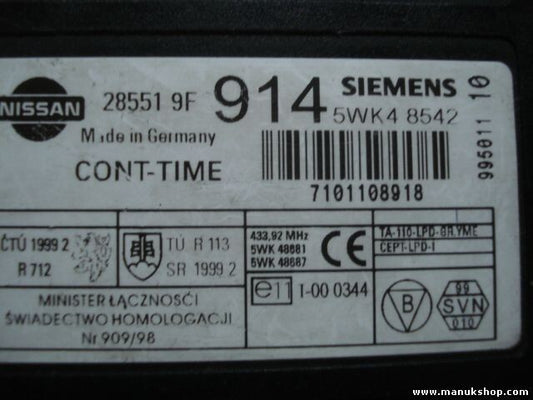 NISSAN
28551 9F 914 SIEMENS
5WK4 8542
Made in Germany
CONT-TIME
7101108918
995011 10
ČTÚ 1999 2
R 712
TÚ R 113
SR 1999 2
433,92 MHz
5WK 48681
5WK 48687
CE
TA-110-LPD-BR.YME
CEPT-LPD-I
e11 1-00 0344
MINISTER ŁĄCZNOŚCI
ŚWIADECTWO HOMOLOGACJI
Nr 909/98
B
99
SVN
010
www.manukshop.com